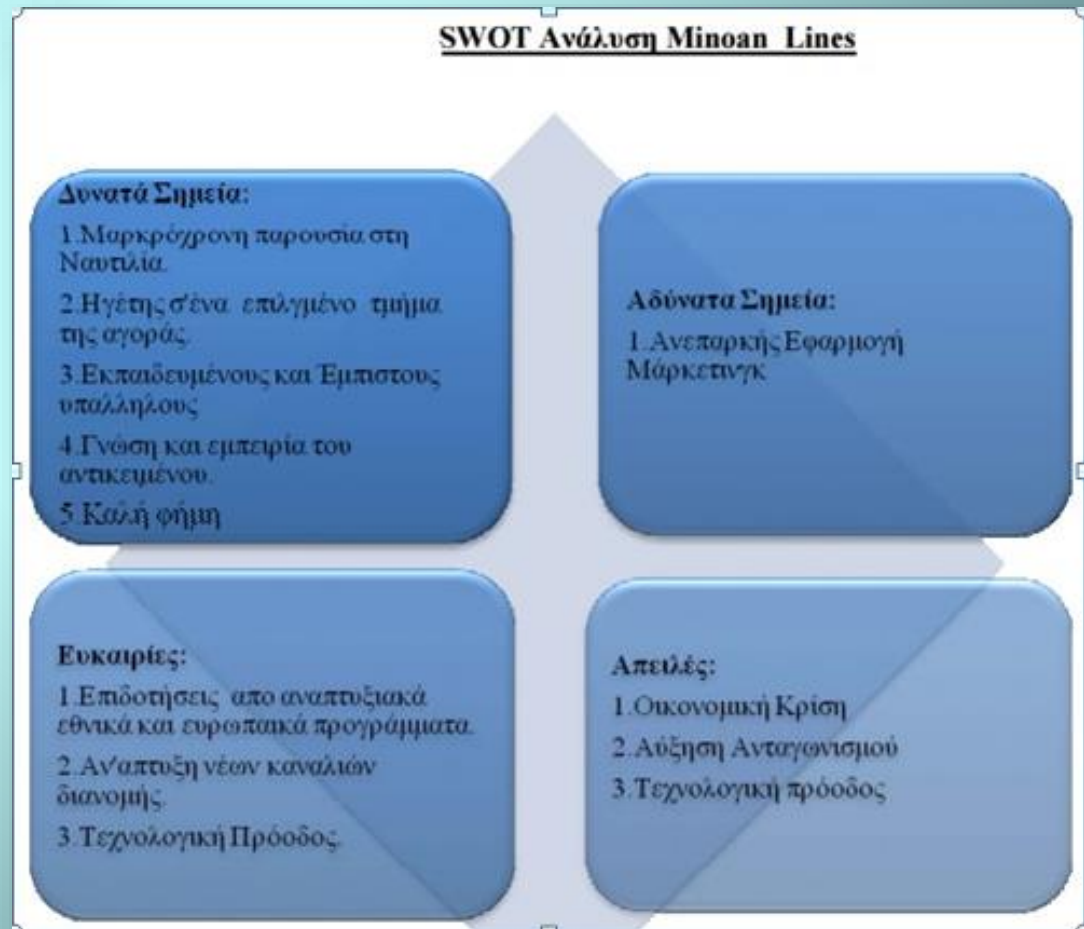 SWOT Ανάλυση Minoan Lines
Δυνατά Σημεία:
1.Μαρκρόχρονη παρουσία στη
Ναυτιλία.
2.Ηγέτης σ'ένα επιλγμένο τμήμα
της αγοράς.
3.Εκπαιδευμένους και Έμπιστους
υπαλληλους
4.Γνώση και εμπειρία του
αντικειμένου.
5.Καλή φήμη
Αδύνατα Σημεία:
1.Ανεπαρκής Εφαρμογή
Μάρκετινγκ
Ευκαιρίες:
1.Επιδοτήσεις απο αναπτυξιακά
εθνικά και ευρωπαικά προγράμματα.
2.Αν'απτυξη νέων καναλιών
διανομής.
3.Τεχνολογική Πρόοδος.
Απειλές:
1.Οικονομική Κρίση
2.Αύξηση Ανταγωνισμού
3.Τεχνολογική πρόοδος